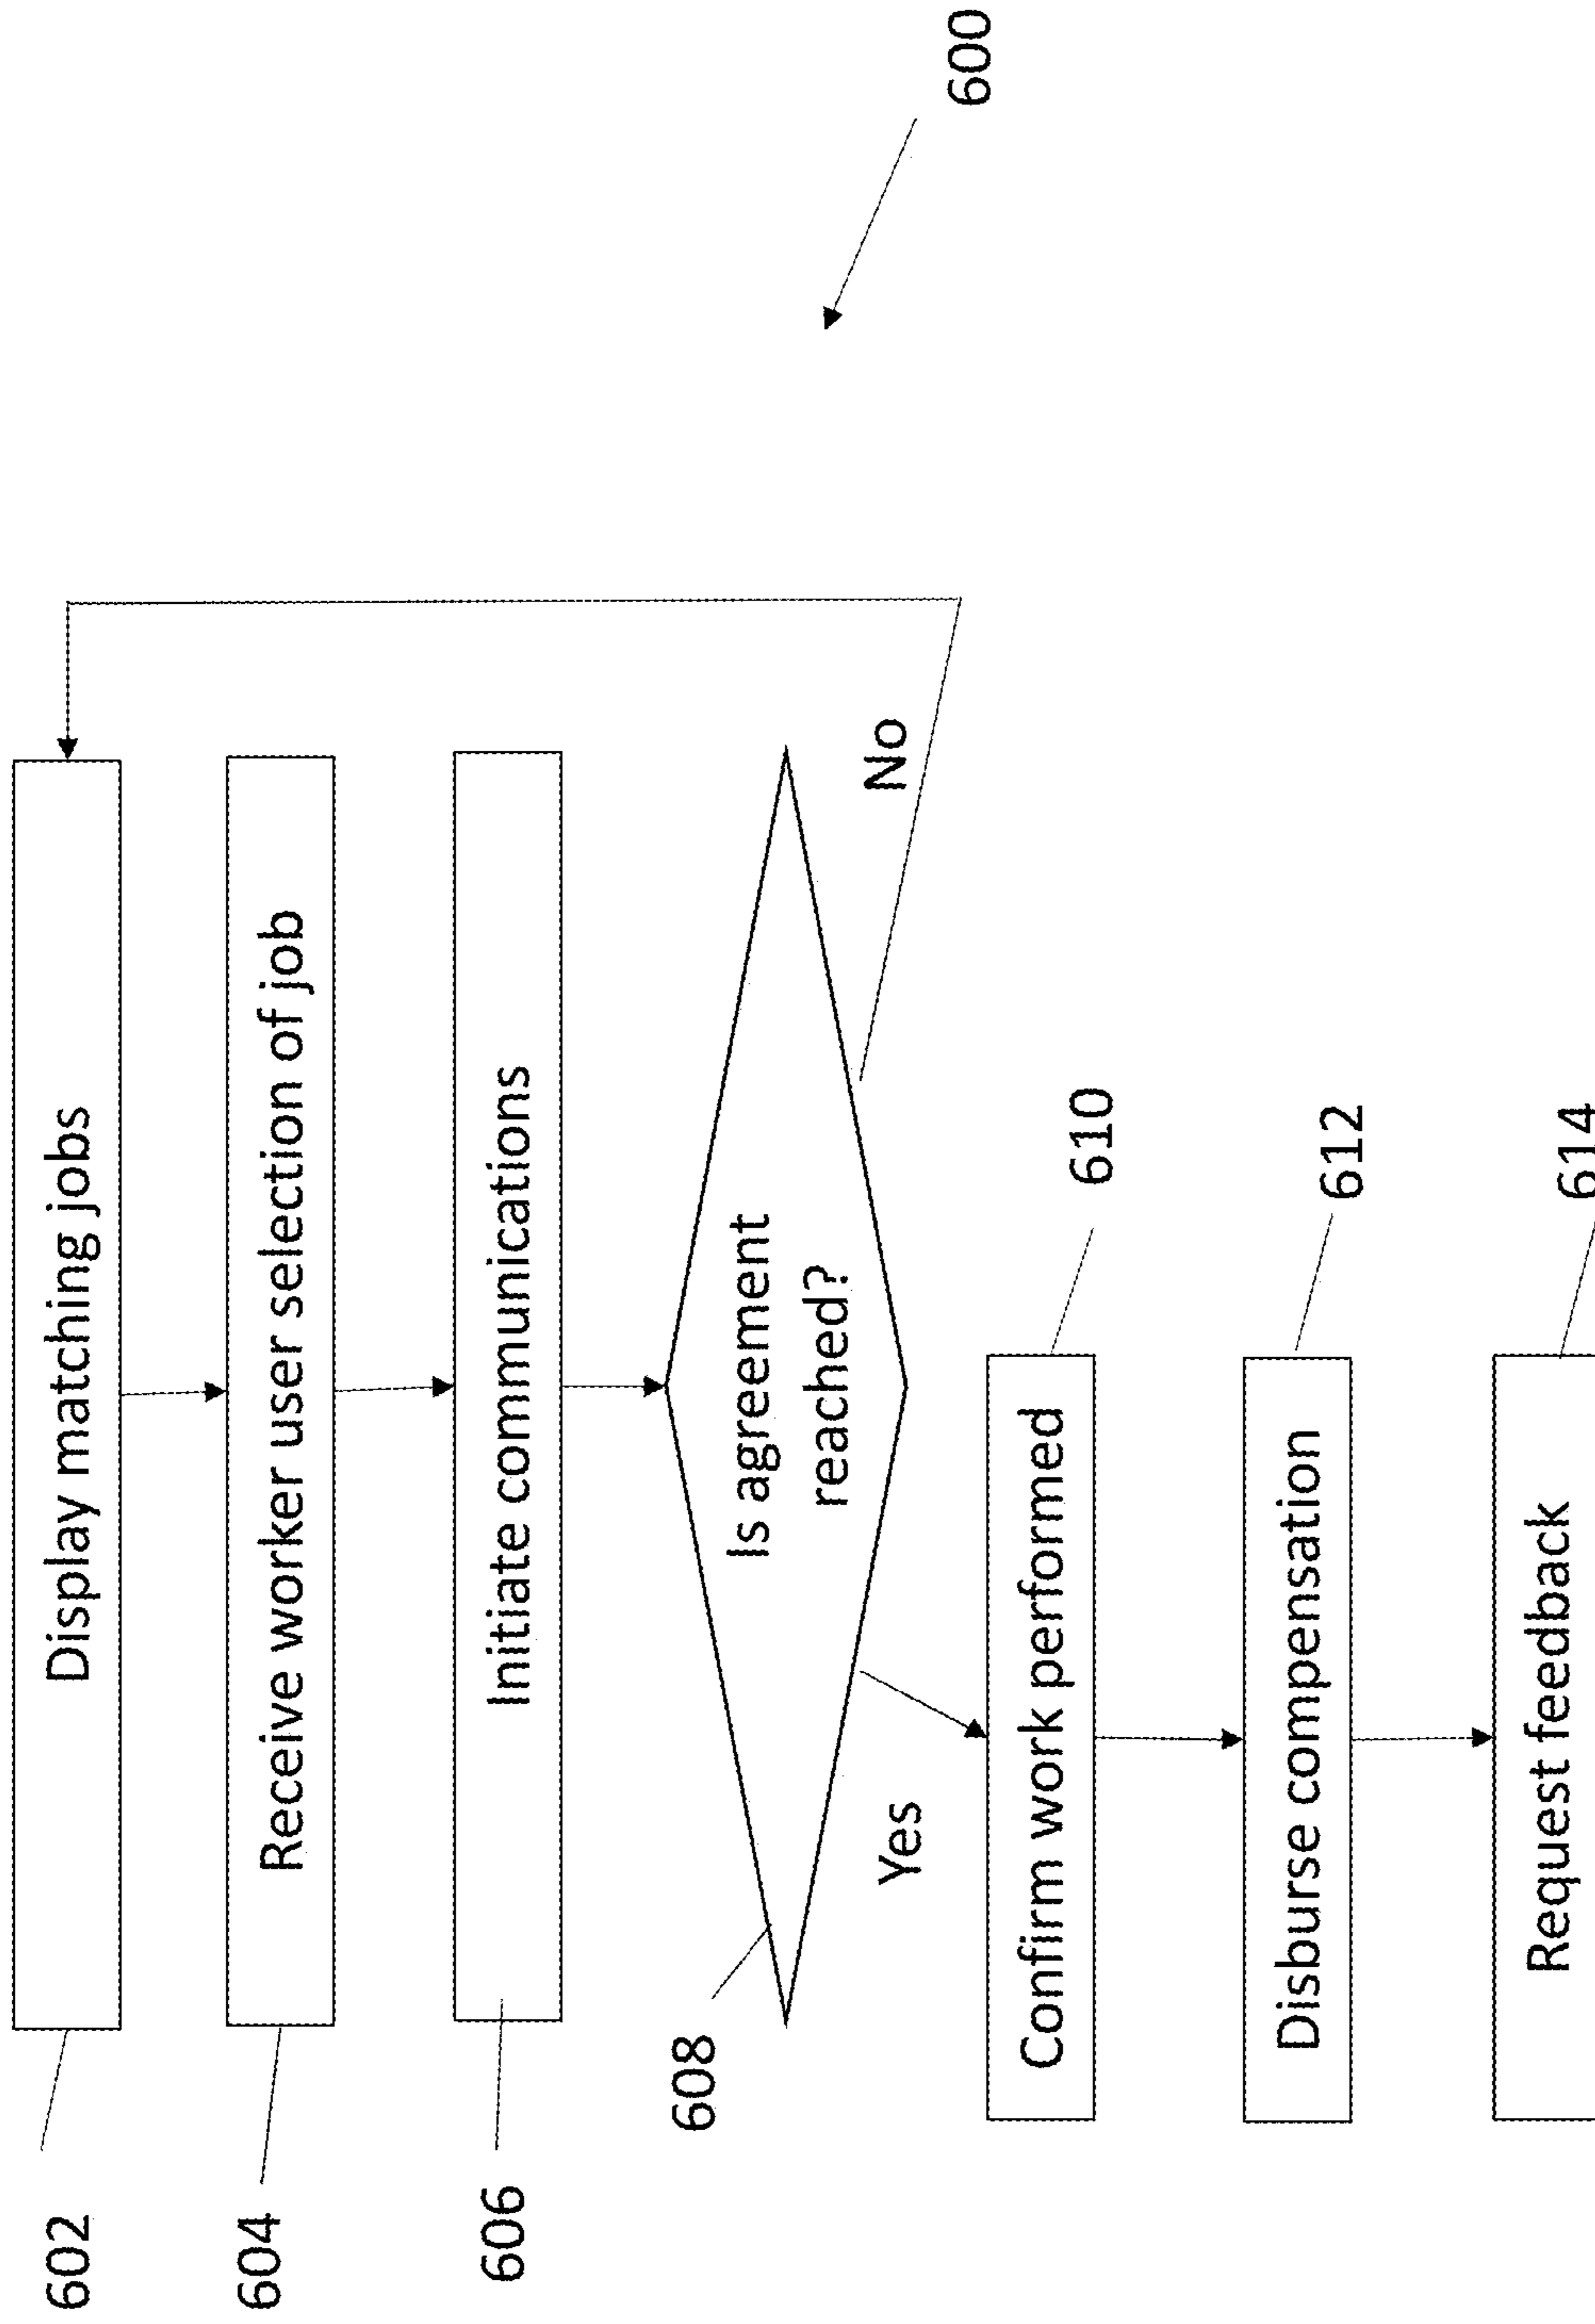 602
Display matching jobs
604
Receive worker user selection of job
606
Initiate communications
608
Is agreement
reached?
No
Yes
Confirm work performed
610
Disburse compensation
612
Request feedback
614
600